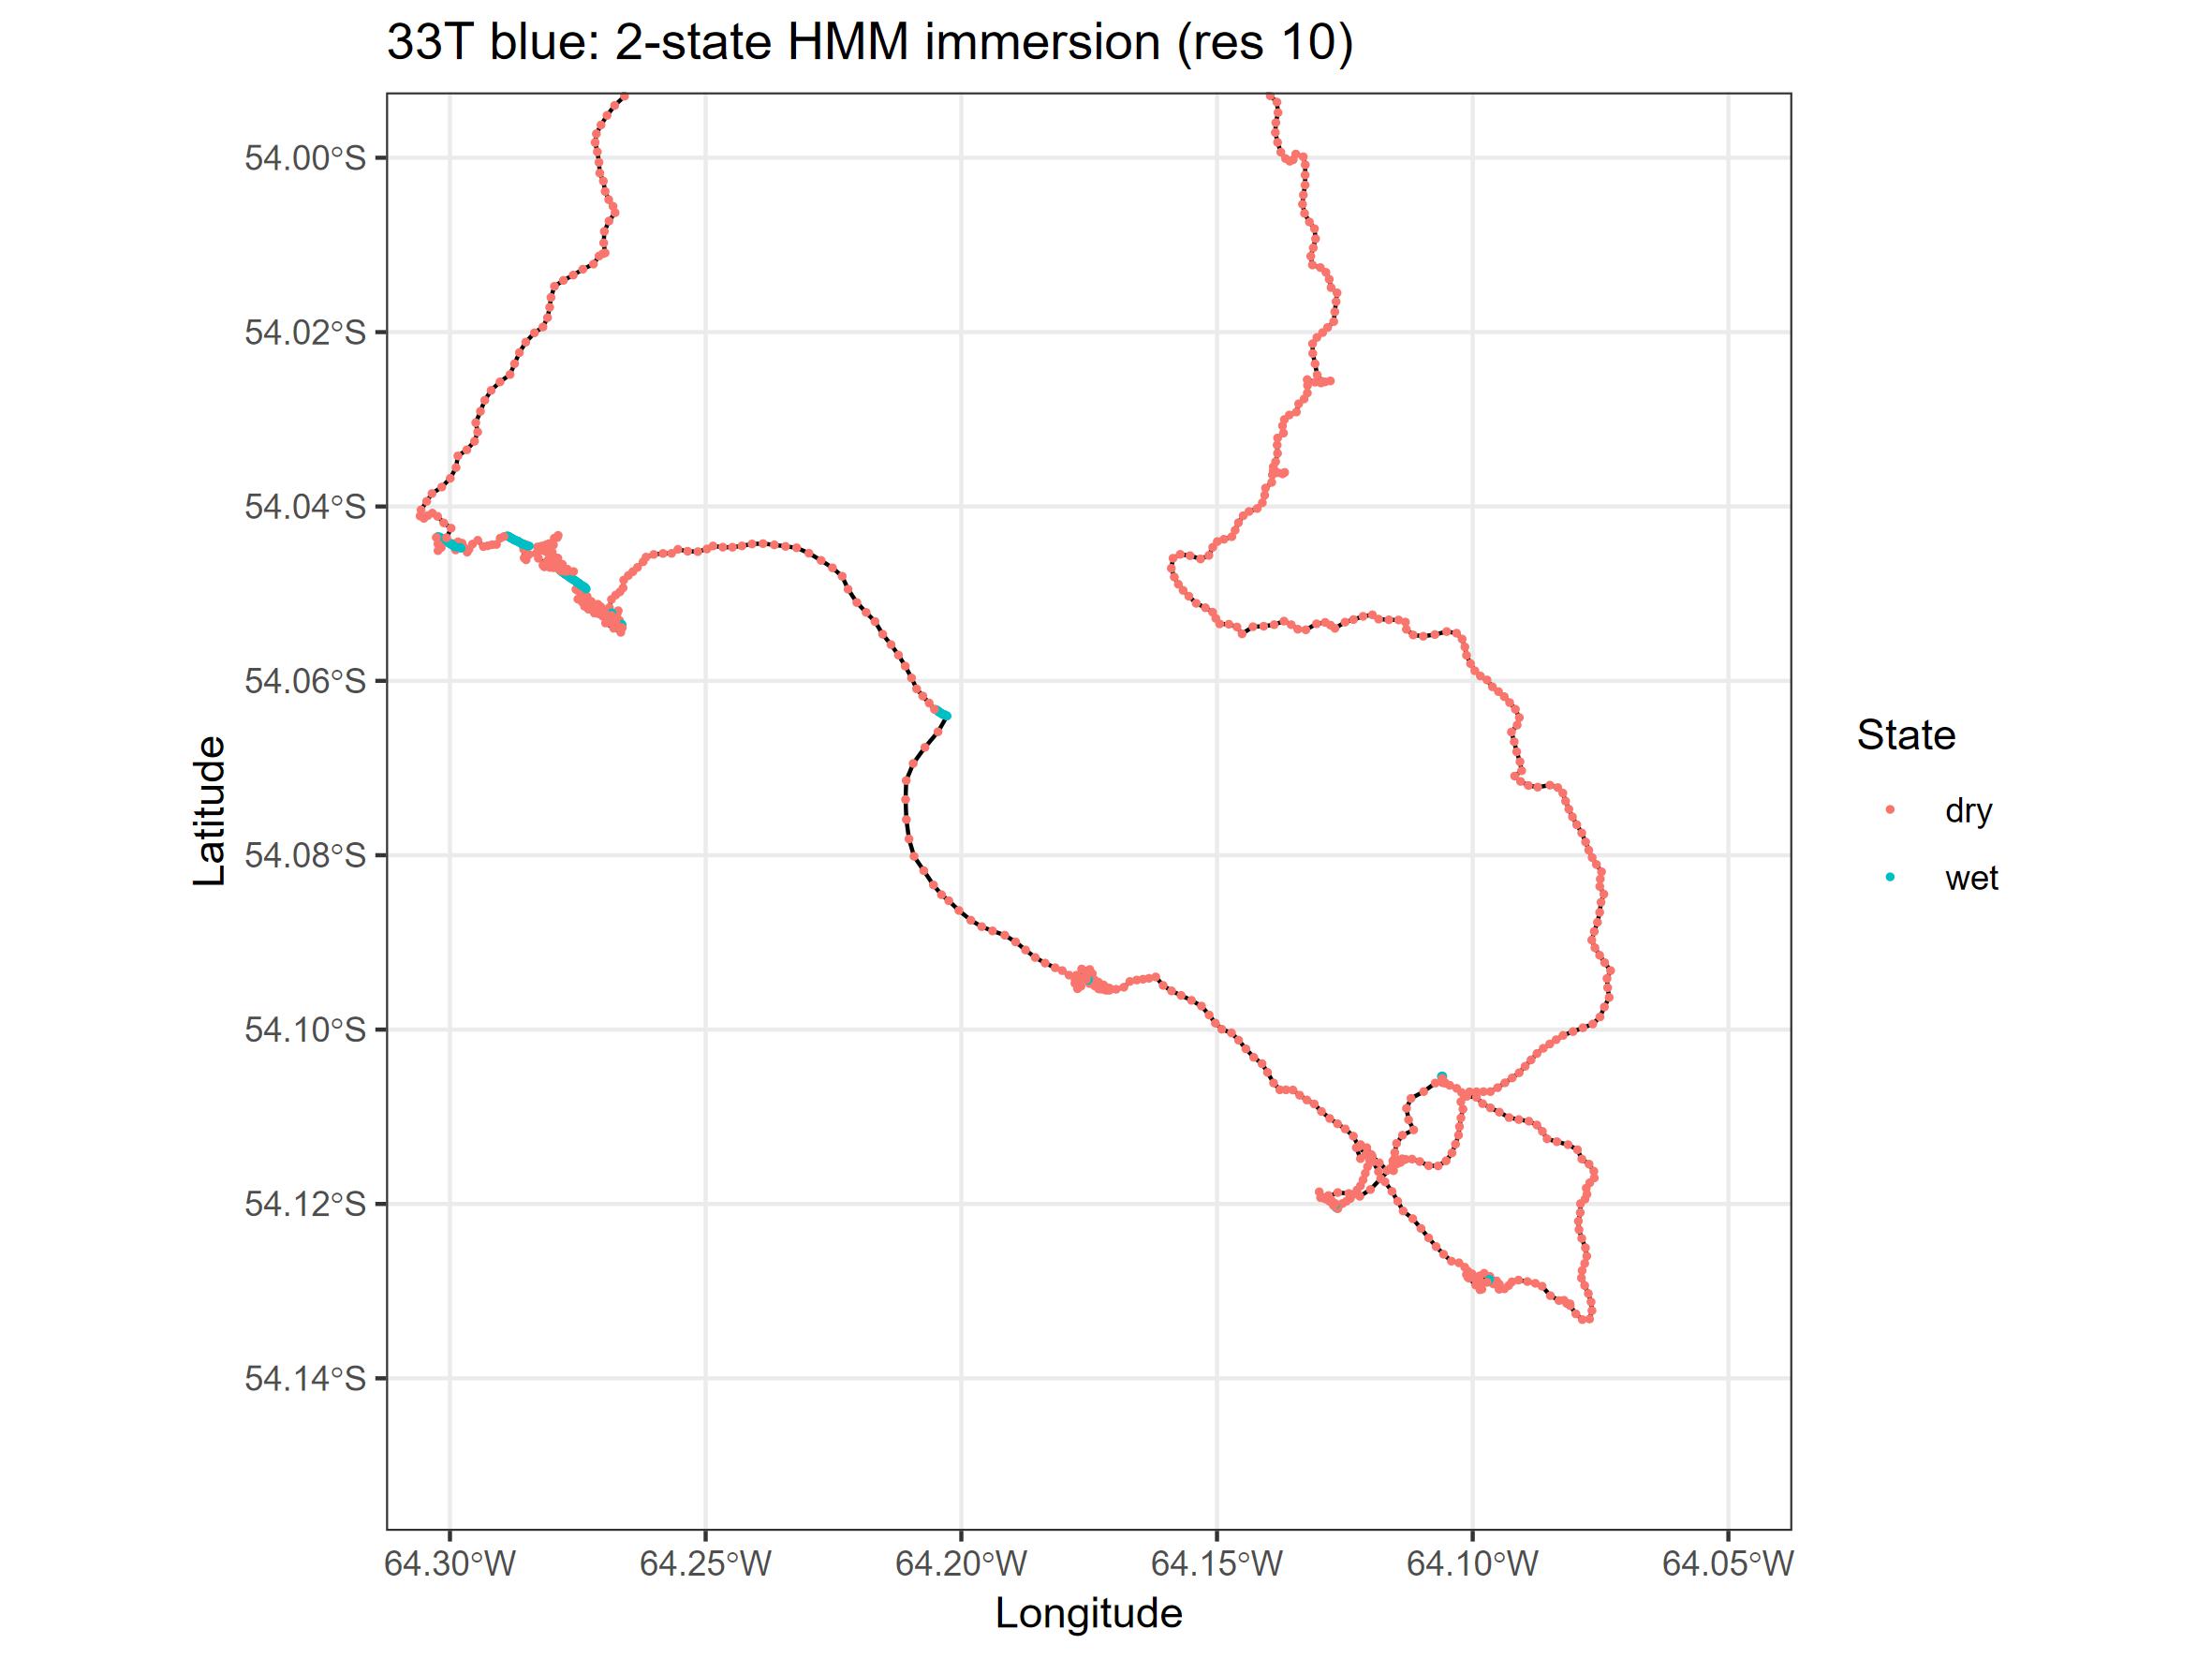 33T blue: 2-state HMM immersion (res 10)
54.00°S
54.02°S
54.04°S
54.06°S
54.08°S
54.10°S
54.12°S
54.14°S
Latitude
64.30°W 64.25°W 64.20°W 64.15°W 64.10°W 64.05°W
Longitude
State
dry
wet